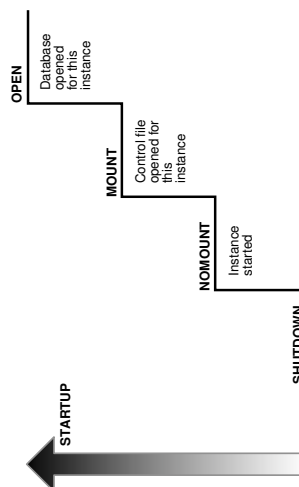 OPEN
Database
opened
for this
instance
MOUNT
Control file
opened for
this
instance
NOMOUNT
Instance
started
SHUTDOWN
STARTUP